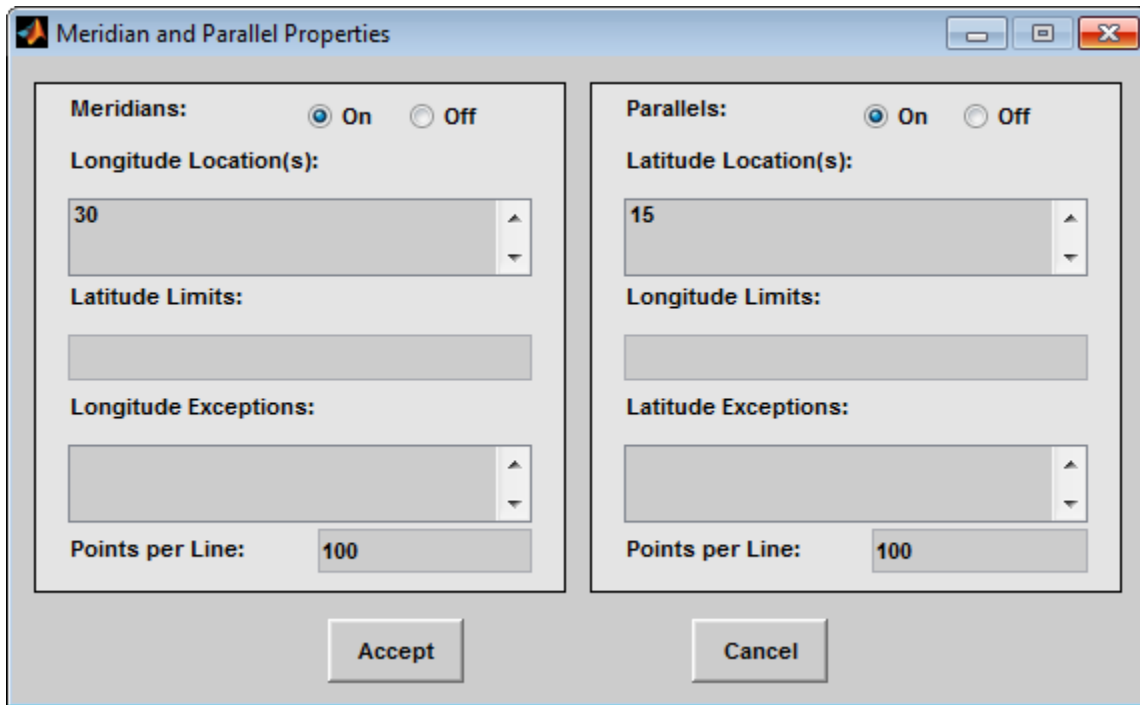 Meridian and Parallel Properties
Meridians:
On
Off
Longitude Location(s):
30
Latitude Limits:
Longitude Exceptions:
Points per Line:
100
Parallels:
On
Off
Latitude Location(s):
15
Longitude Limits:
Latitude Exceptions:
Points per Line:
100
Accept
Cancel